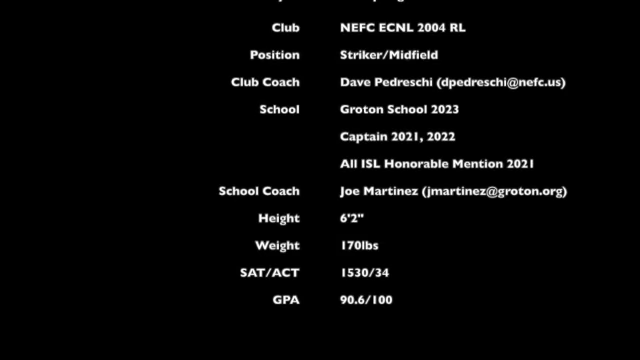 Club NEFC ECNL 2004 RL
Position Striker/Midfield
Club Coach Dave Pedreschi (dpedreschi@nefc.us)
School Groton School 2023
Captain 2021, 2022
All ISL Honorable Mention 2021
School Coach Joe Martinez (jmartinez@groton.org)
Height 6'2"
Weight 170lbs
SAT/ACT 1530/34
GPA 90.6/100